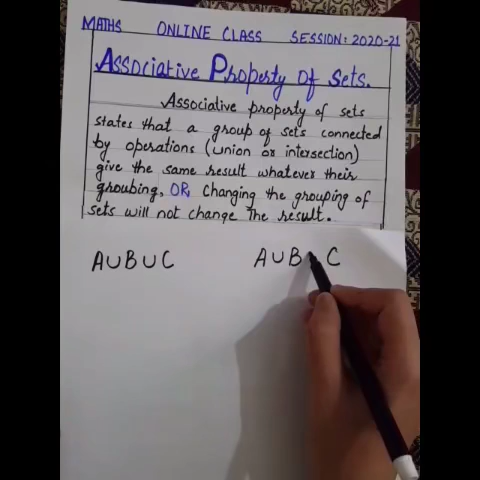 MATHS ONLINE CLASS SESSION: 2020-21
Associative Property of Sets.
Associative property of sets
states that a group of sets connected
by operations (union or intersection)
give the same result whatever their
groubing, OR, Changing the grouping of
sets will not change the result.
A∪B∪C A∪B C